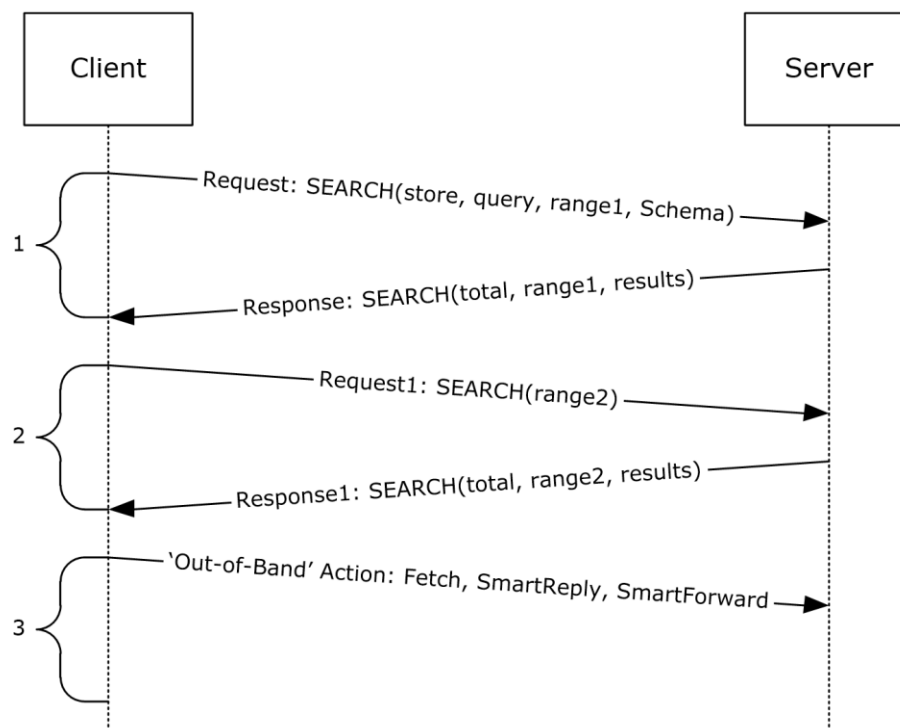 Client
Server
Request: SEARCH(store, query, range1, Schema)
1
Response: SEARCH(total, range1, results)
Request1: SEARCH(range2)
2
Response1: SEARCH(total, range2, results)
‘Out-of-Band’ Action: Fetch, SmartReply, SmartForward
3